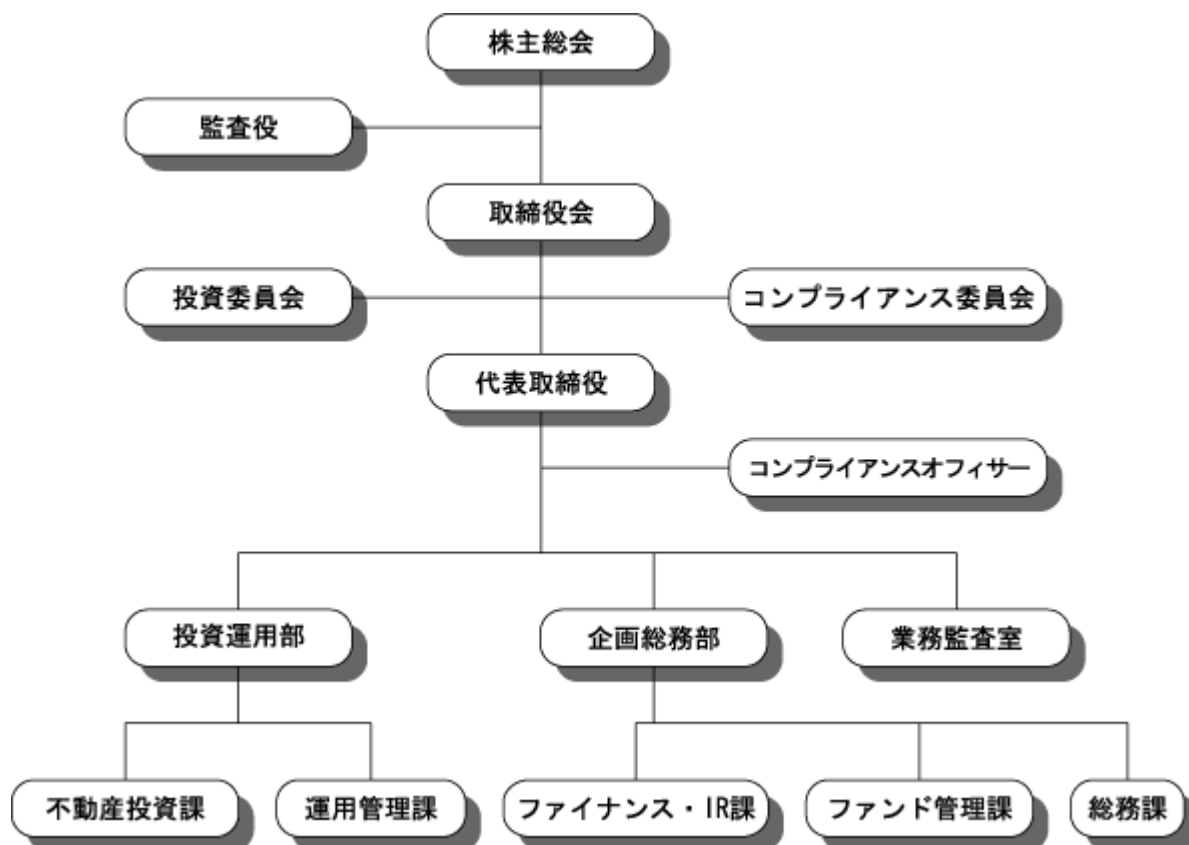 株主総会
監査役
取締役会
投資委員会
コンプライアンス委員会
代表取締役
コンプライアンスオフィサー
投資運用部
企画総務部
業務監査室
不動産投資課
運用管理課
ファイナンス・IR課
ファンド管理課
総務課